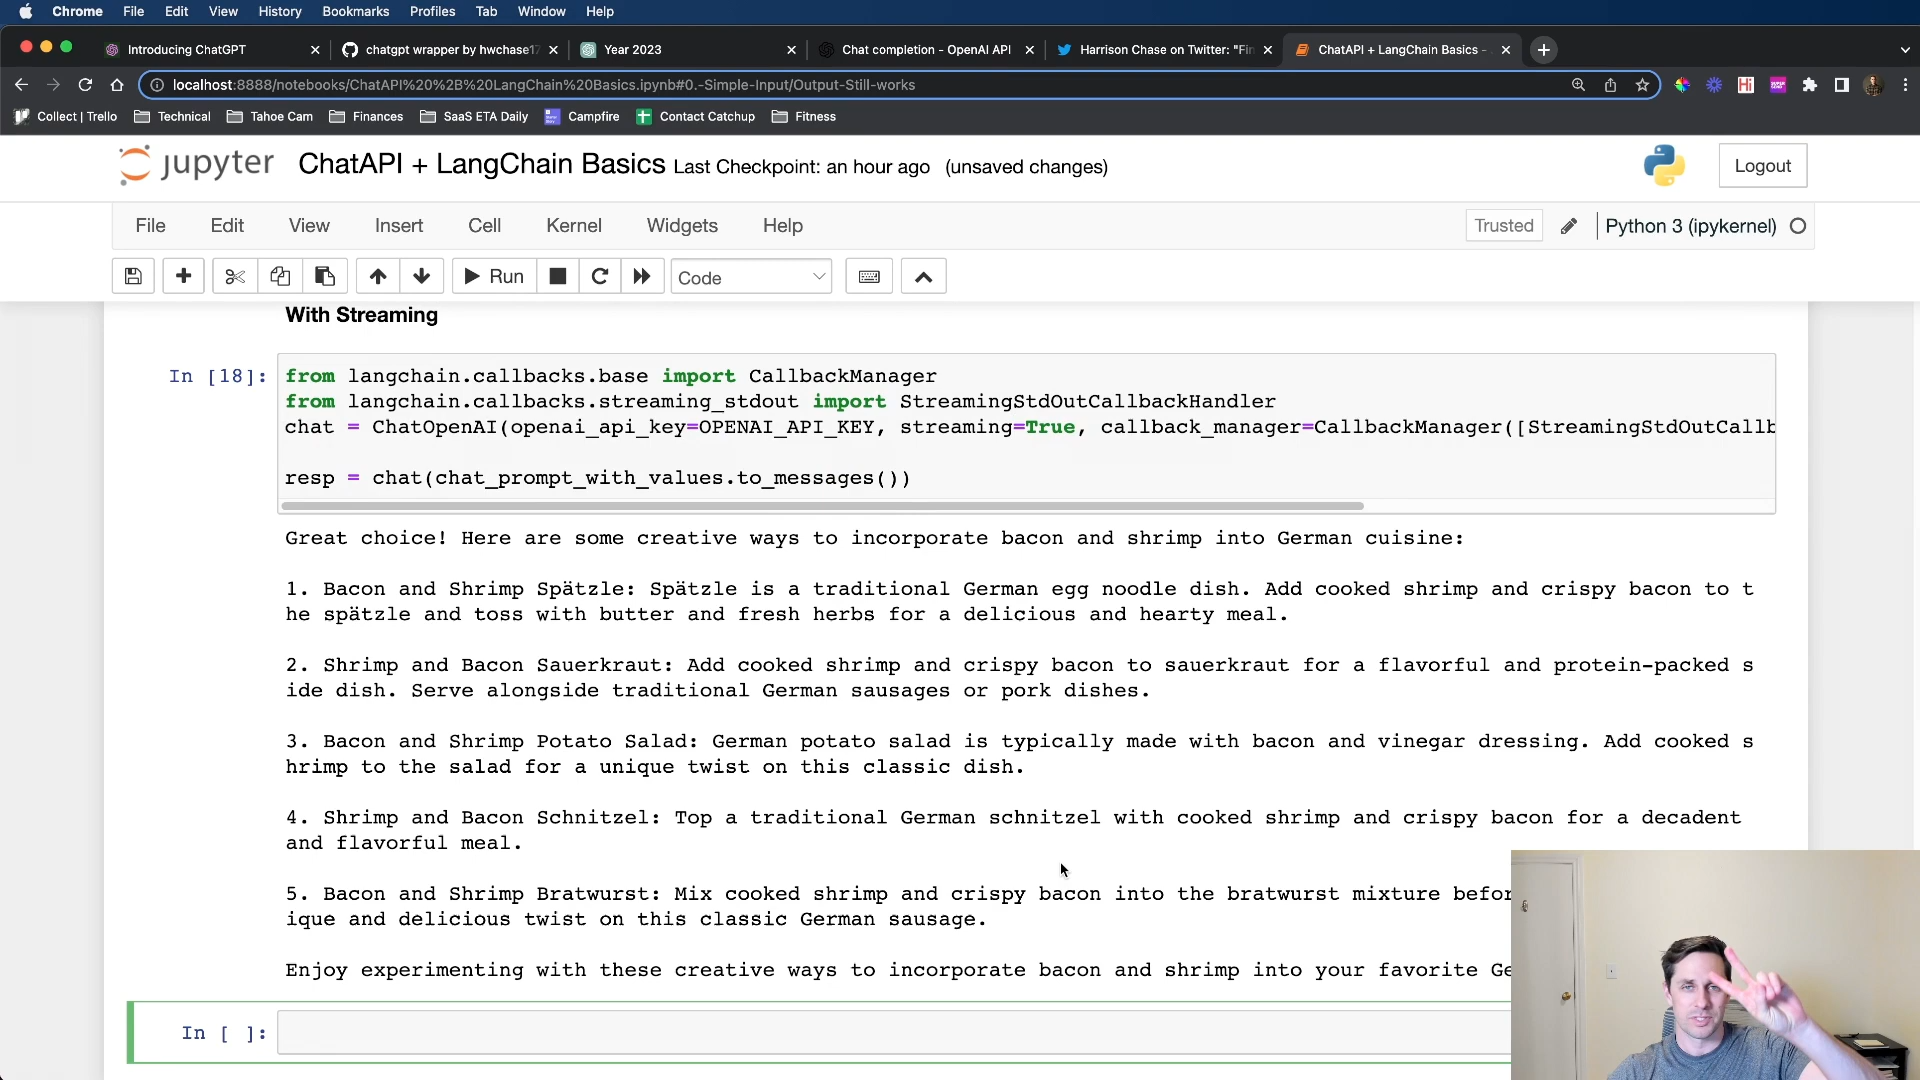 Chrome File Edit View History Bookmarks Profiles Tab Window Help
Introducing ChatGPT chatgpt wrapper by hwchase17 Year 2023 Chat completion - OpenAI API Harrison Chase on Twitter: "Fin ChatAPI + LangChain Basics -
localhost:8888/notebooks/ChatAPI%20%2B%20LangChain%20Basics.ipynb#0.-Simple-Input/Output-Still-works
Collect | Trello Technical Tahoe Cam Finances SaaS ETA Daily Campfire Contact Catchup Fitness
jupyter ChatAPI + LangChain Basics Last Checkpoint: an hour ago (unsaved changes) Logout
File Edit View Insert Cell Kernel Widgets Help Trusted Python 3 (ipykernel)
Run Code
With Streaming
In [18]: from langchain.callbacks.base import CallbackManager
from langchain.callbacks.streaming_stdout import StreamingStdOutCallbackHandler
chat = ChatOpenAI(openai_api_key=OPENAI_API_KEY, streaming=True, callback_manager=CallbackManager([StreamingStdOutCallb
resp = chat(chat_prompt_with_values.to_messages())
Great choice! Here are some creative ways to incorporate bacon and shrimp into German cuisine:
1. Bacon and Shrimp Spätzle: Spätzle is a traditional German egg noodle dish. Add cooked shrimp and crispy bacon to t
he spätzle and toss with butter and fresh herbs for a delicious and hearty meal.
2. Shrimp and Bacon Sauerkraut: Add cooked shrimp and crispy bacon to sauerkraut for a flavorful and protein-packed s
ide dish. Serve alongside traditional German sausages or pork dishes.
3. Bacon and Shrimp Potato Salad: German potato salad is typically made with bacon and vinegar dressing. Add cooked s
hrimp to the salad for a unique twist on this classic dish.
4. Shrimp and Bacon Schnitzel: Top a traditional German schnitzel with cooked shrimp and crispy bacon for a decadent
and flavorful meal.
5. Bacon and Shrimp Bratwurst: Mix cooked shrimp and crispy bacon into the bratwurst mixture befor
ique and delicious twist on this classic German sausage.
Enjoy experimenting with these creative ways to incorporate bacon and shrimp into your favorite Ge
In [ ]: